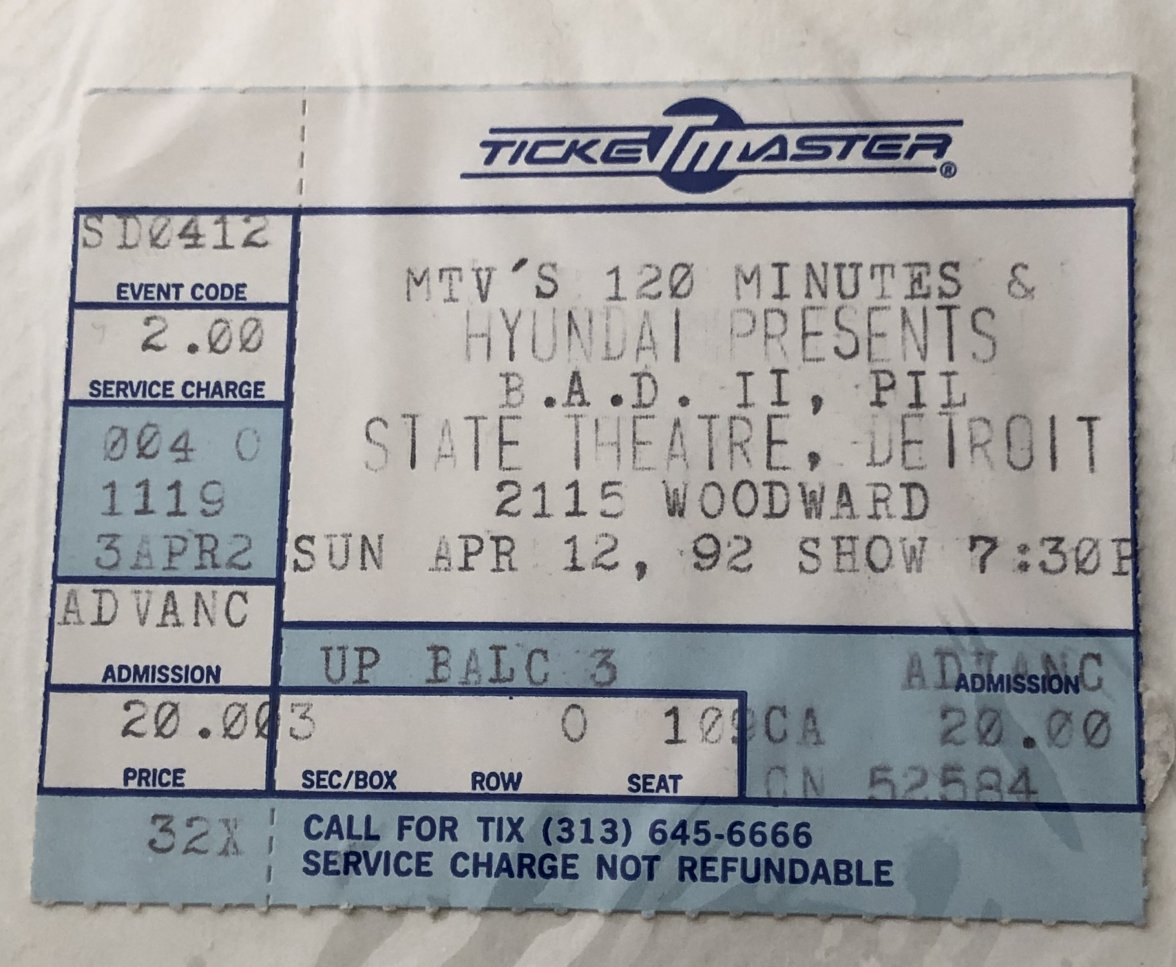 TICKETMASTER®
SD0412
EVENT CODE
2.00
SERVICE CHARGE
004 O
1119
3APR2
ADVANC
ADMISSION
20.00
PRICE
32X
MTV'S 120 MINUTES &
HYUNDAI PRESENTS
B.A.D. II, PIL
STATE THEATRE, DETROIT
2115 WOODWARD
SUN APR 12, 92 SHOW 7:30P
UP BALC 3 ADVANC
ADMISSION
3 O 109 CA 20.00
SEC/BOX ROW SEAT CN 52584
CALL FOR TIX (313) 645-6666
SERVICE CHARGE NOT REFUNDABLE